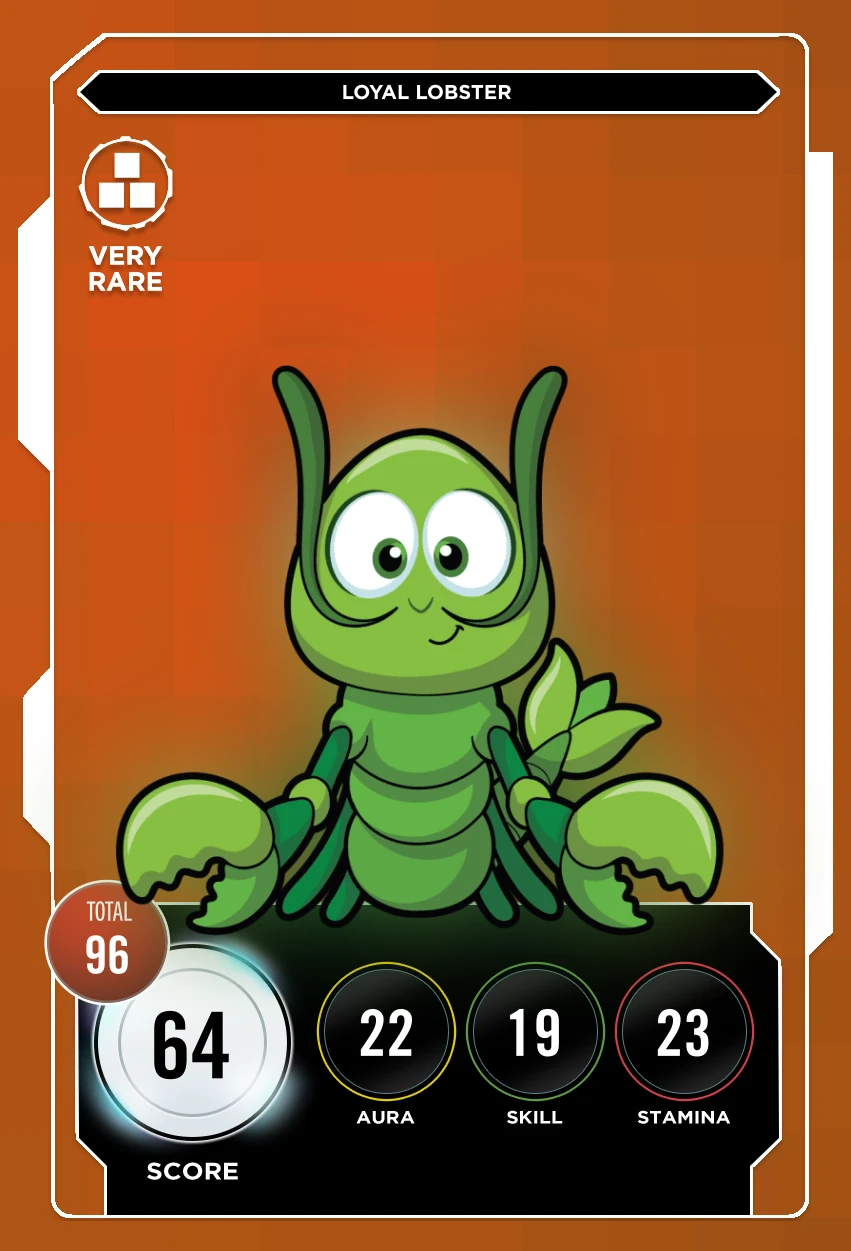 LOYAL LOBSTER
VERY
RARE
TOTAL
96
64
SCORE
22
AURA
19
SKILL
23
STAMINA